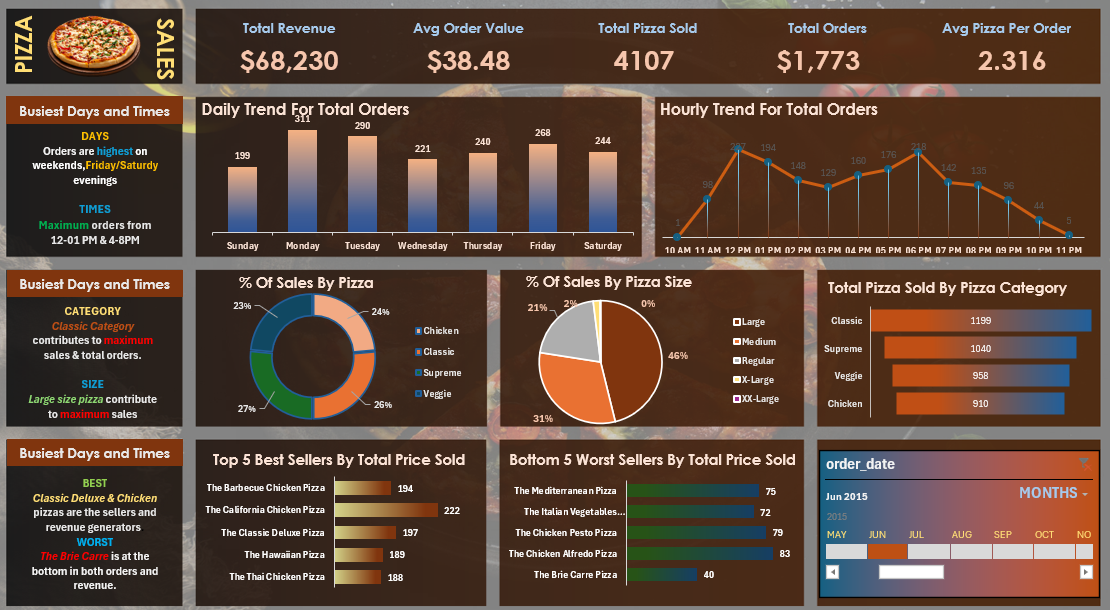 PIZZA
SALES
Total Revenue
$68,230
Avg Order Value
$38.48
Total Pizza Sold
4107
Total Orders
$1,773
Avg Pizza Per Order
2.316
Busiest Days and Times
DAYS
Orders are highest on
weekends,Friday/Saturdy
evenings
TIMES
Maximum orders from
12-01 PM & 4-8PM
Daily Trend For Total Orders
199
311
290
221
240
268
244
Sunday
Monday
Tuesday
Wednesday
Thursday
Friday
Saturday
Hourly Trend For Total Orders
1
98
194
148
129
160
176
218
142
135
96
44
5
10 AM 11 AM 12 PM 01 PM 02 PM 03 PM 04 PM 05 PM 06 PM 07 PM 08 PM 09 PM 10 PM 11 PM
Busiest Days and Times
CATEGORY
Classic Category
contributes to maximum
sales & total orders.
SIZE
Large size pizza contribute
to maximum sales
% Of Sales By Pizza
23%
24%
27%
26%
Chicken
Classic
Supreme
Veggie
% Of Sales By Pizza Size
21%
2%
0%
46%
31%
Large
Medium
Regular
X-Large
XX-Large
Total Pizza Sold By Pizza Category
Classic 1199
Supreme 1040
Veggie 958
Chicken 910
Busiest Days and Times
BEST
Classic Deluxe & Chicken
pizzas are the sellers and
revenue generators
WORST
The Brie Carre is at the
bottom in both orders and
revenue.
Top 5 Best Sellers By Total Price Sold
The Barbecue Chicken Pizza 194
The California Chicken Pizza 222
The Classic Deluxe Pizza 197
The Hawaiian Pizza 189
The Thai Chicken Pizza 188
Bottom 5 Worst Sellers By Total Price Sold
The Mediterranean Pizza 75
The Italian Vegetables... 72
The Chicken Pesto Pizza 79
The Chicken Alfredo Pizza 83
The Brie Carre Pizza 40
order_date
Jun 2015
MONTHS
2015
MAY JUN JUL AUG SEP OCT NO